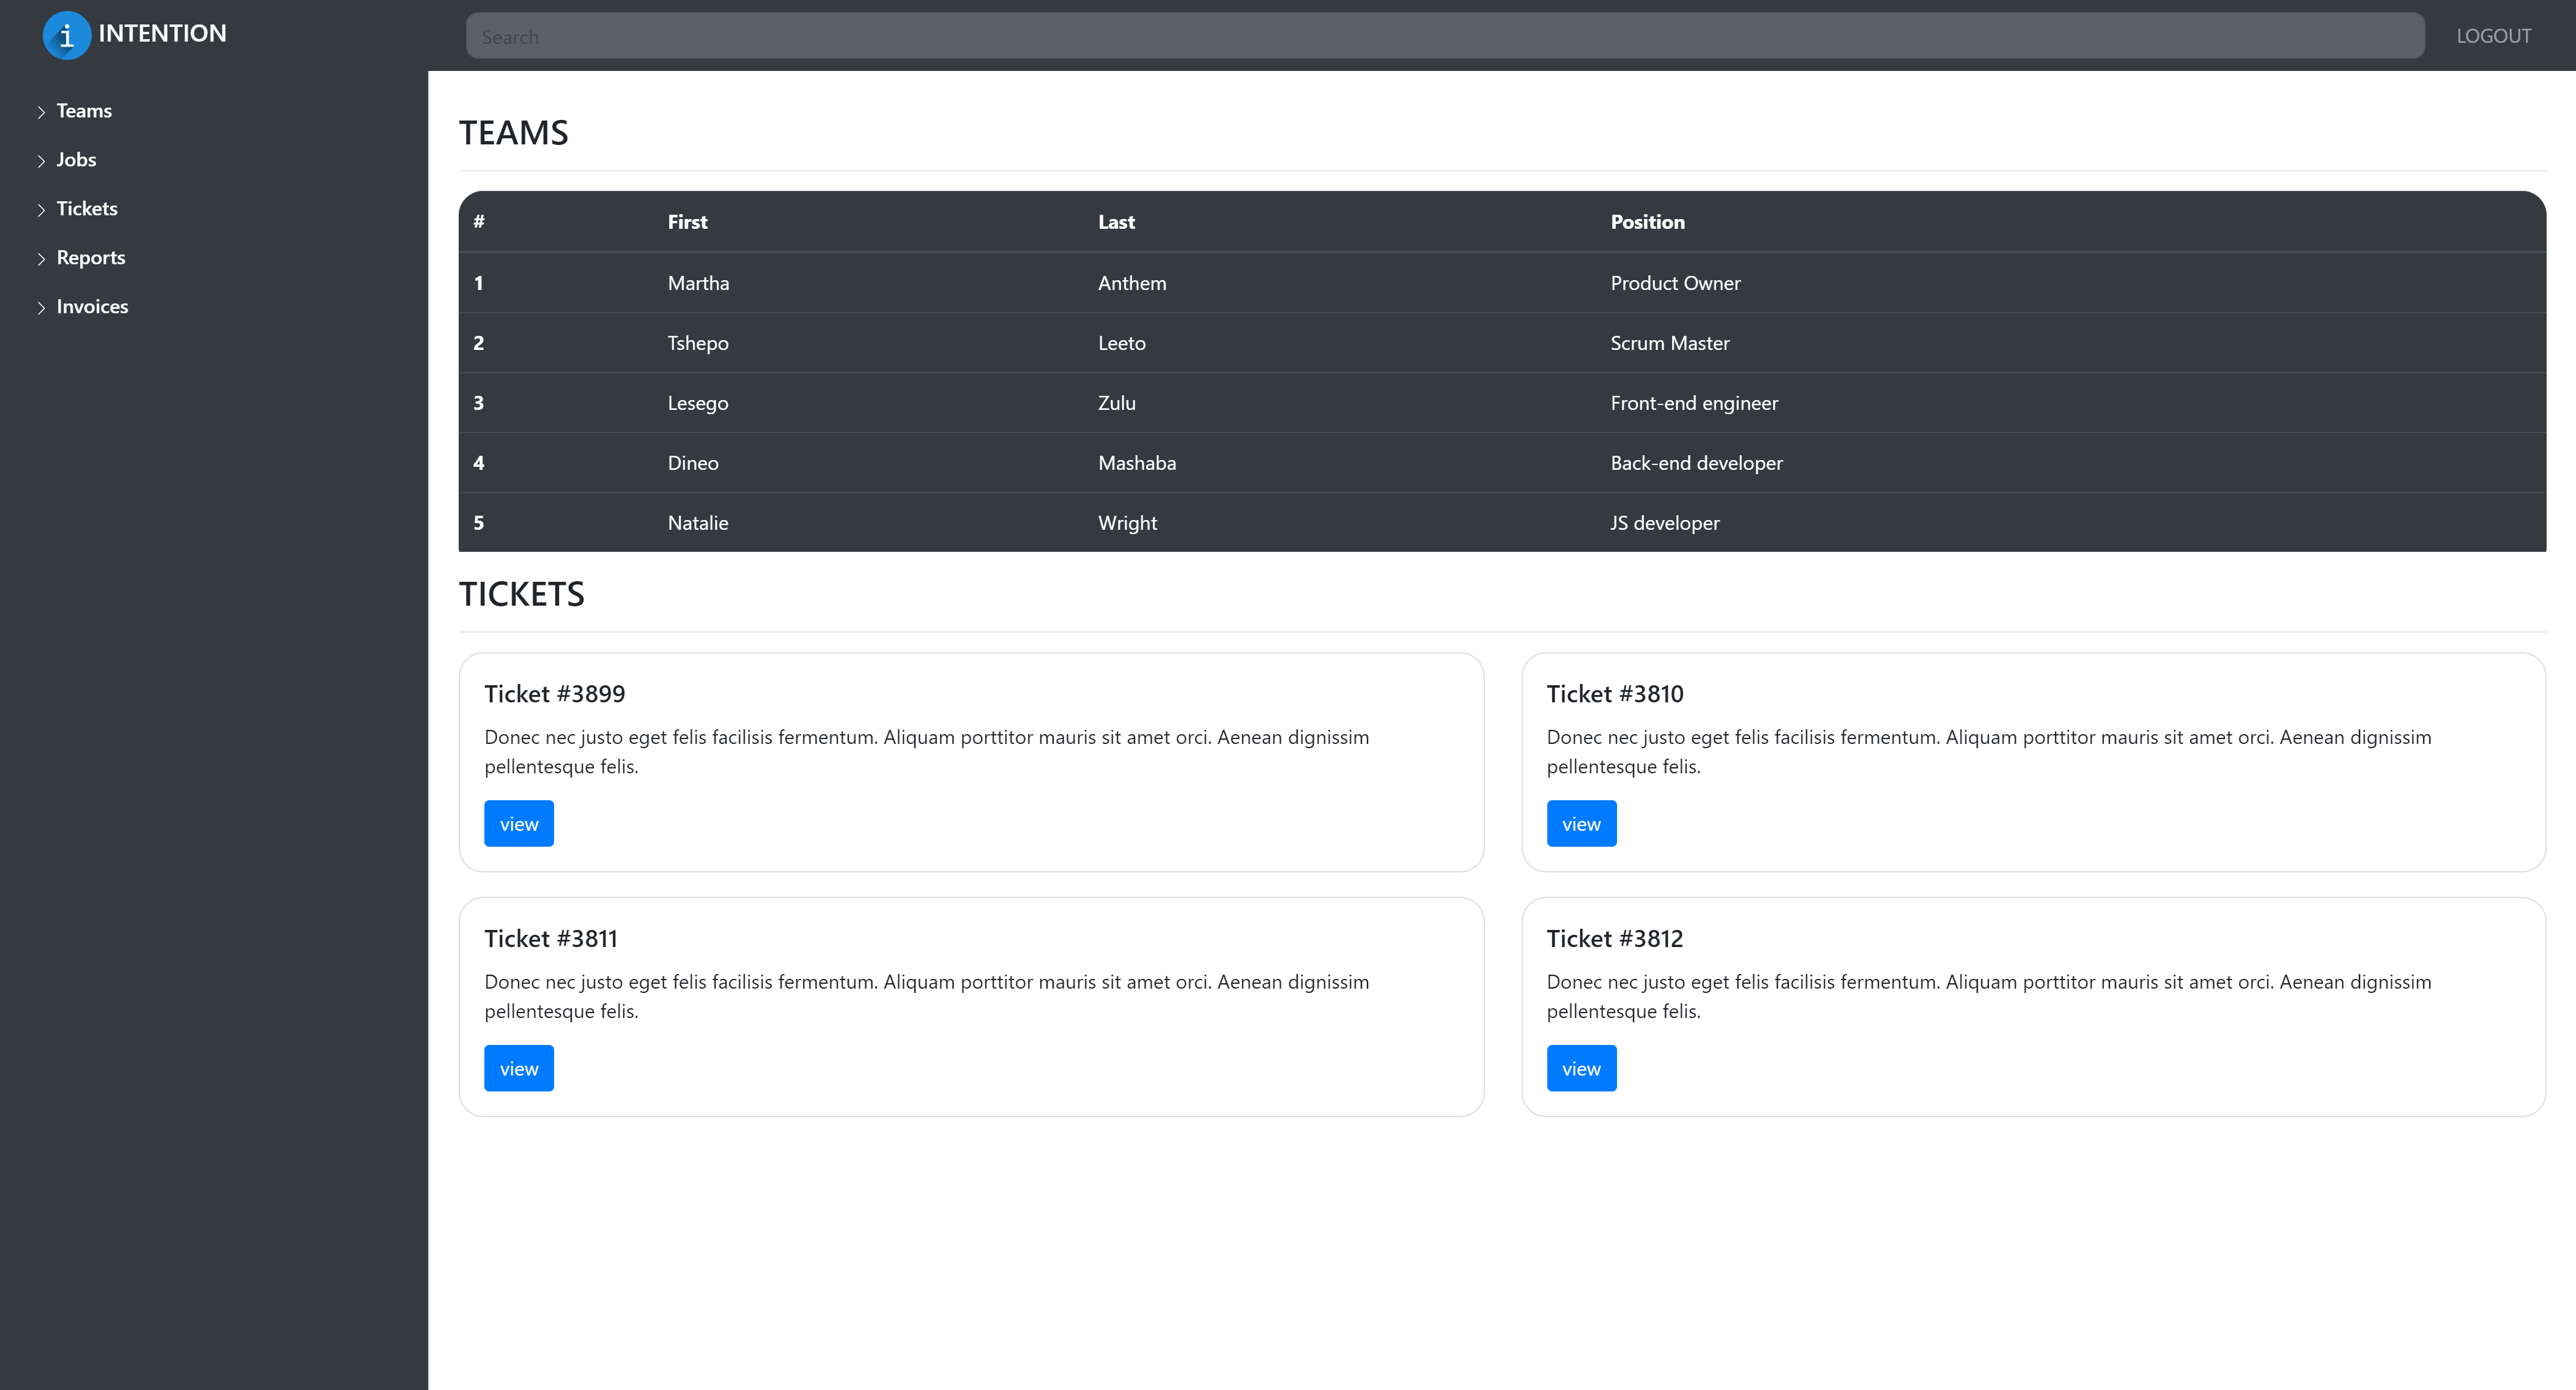 i INTENTION
Search
LOGOUT
Teams
Jobs
Tickets
Reports
Invoices
TEAMS
# First Last Position
1 Martha Anthem Product Owner
2 Tshepo Leeto Scrum Master
3 Lesego Zulu Front-end engineer
4 Dineo Mashaba Back-end developer
5 Natalie Wright JS developer
TICKETS
Ticket #3899
Donec nec justo eget felis facilisis fermentum. Aliquam porttitor mauris sit amet orci. Aenean dignissim
pellentesque felis.
view
Ticket #3810
Donec nec justo eget felis facilisis fermentum. Aliquam porttitor mauris sit amet orci. Aenean dignissim
pellentesque felis.
view
Ticket #3811
Donec nec justo eget felis facilisis fermentum. Aliquam porttitor mauris sit amet orci. Aenean dignissim
pellentesque felis.
view
Ticket #3812
Donec nec justo eget felis facilisis fermentum. Aliquam porttitor mauris sit amet orci. Aenean dignissim
pellentesque felis.
view